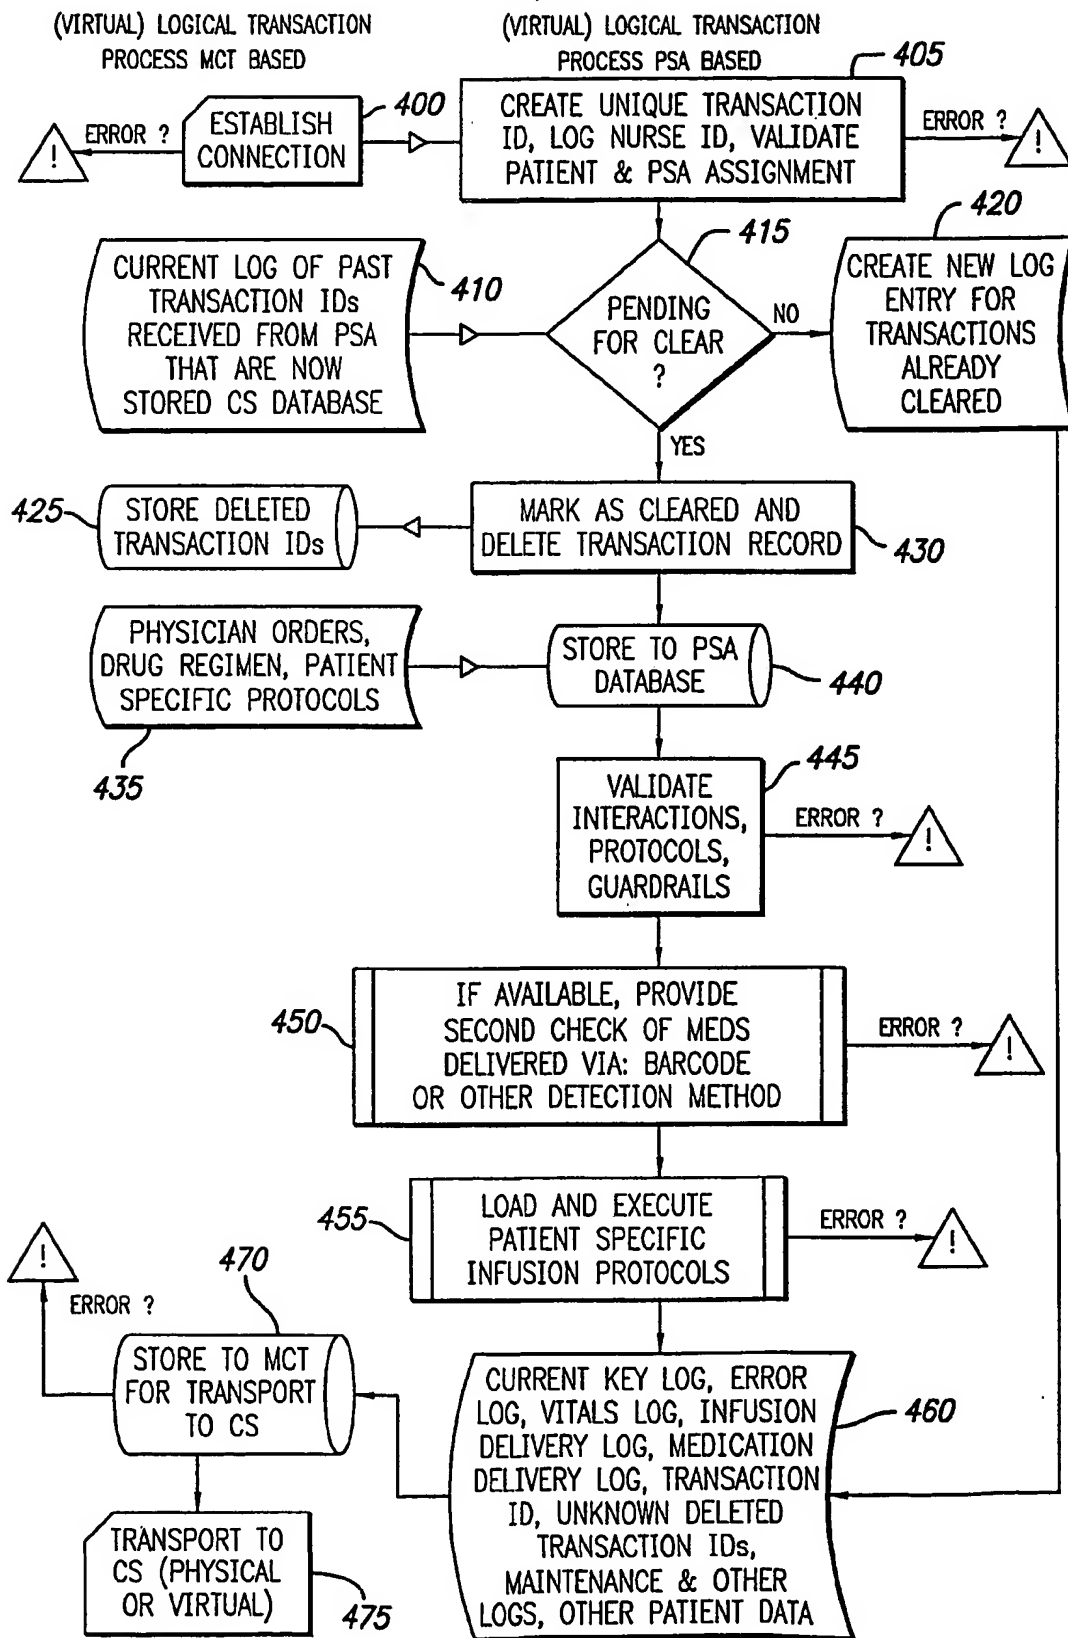 (VIRTUAL) LOGICAL TRANSACTION
PROCESS MCT BASED
(VIRTUAL) LOGICAL TRANSACTION
PROCESS PSA BASED
400
ESTABLISH
CONNECTION
ERROR ?
!
405
CREATE UNIQUE TRANSACTION
ID, LOG NURSE ID, VALIDATE
PATIENT & PSA ASSIGNMENT
ERROR ?
!
CURRENT LOG OF PAST
TRANSACTION IDs
RECEIVED FROM PSA
THAT ARE NOW
STORED CS DATABASE
410
415
PENDING
FOR CLEAR
?
NO
YES
420
CREATE NEW LOG
ENTRY FOR
TRANSACTIONS
ALREADY
CLEARED
425
STORE DELETED
TRANSACTION IDs
MARK AS CLEARED AND
DELETE TRANSACTION RECORD
430
PHYSICIAN ORDERS,
DRUG REGIMEN, PATIENT
SPECIFIC PROTOCOLS
435
STORE TO PSA
DATABASE
440
445
VALIDATE
INTERACTIONS,
PROTOCOLS,
GUARDRAILS
ERROR ?
!
450
IF AVAILABLE, PROVIDE
SECOND CHECK OF MEDS
DELIVERED VIA: BARCODE
OR OTHER DETECTION METHOD
ERROR ?
!
455
LOAD AND EXECUTE
PATIENT SPECIFIC
INFUSION PROTOCOLS
ERROR ?
!
!
ERROR ?
470
STORE TO MCT
FOR TRANSPORT
TO CS
CURRENT KEY LOG, ERROR
LOG, VITALS LOG, INFUSION
DELIVERY LOG, MEDICATION
DELIVERY LOG, TRANSACTION
ID, UNKNOWN DELETED
TRANSACTION IDs,
MAINTENANCE & OTHER
LOGS, OTHER PATIENT DATA
460
TRANSPORT TO
CS (PHYSICAL
OR VIRTUAL)
475